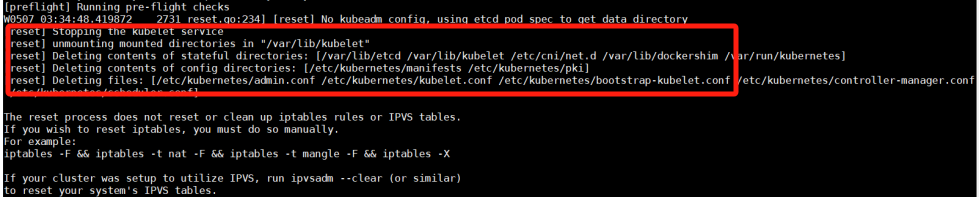 [preflight] Running pre-flight checks
W0507 03:34:48.419872    2731 reset.go:234] [reset] No kubeadm config, using etcd pod spec to get data directory
[reset] Stopping the kubelet service
[reset] unmounting mounted directories in "/var/lib/kubelet"
[reset] Deleting contents of stateful directories: [/var/lib/etcd /var/lib/kubelet /etc/cni/net.d /var/lib/dockershim /var/run/kubernetes]
[reset] Deleting contents of config directories: [/etc/kubernetes/manifests /etc/kubernetes/pki]
[reset] Deleting files: [/etc/kubernetes/admin.conf /etc/kubernetes/kubelet.conf /etc/kubernetes/bootstrap-kubelet.conf /etc/kubernetes/controller-manager.conf
/etc/kubernetes/scheduler.conf]
The reset process does not reset or clean up iptables rules or IPVS tables.
If you wish to reset iptables, you must do so manually.
For example:
iptables -F && iptables -t nat -F && iptables -t mangle -F && iptables -X
If your cluster was setup to utilize IPVS, run ipvsadm --clear (or similar)
to reset your system's IPVS tables.